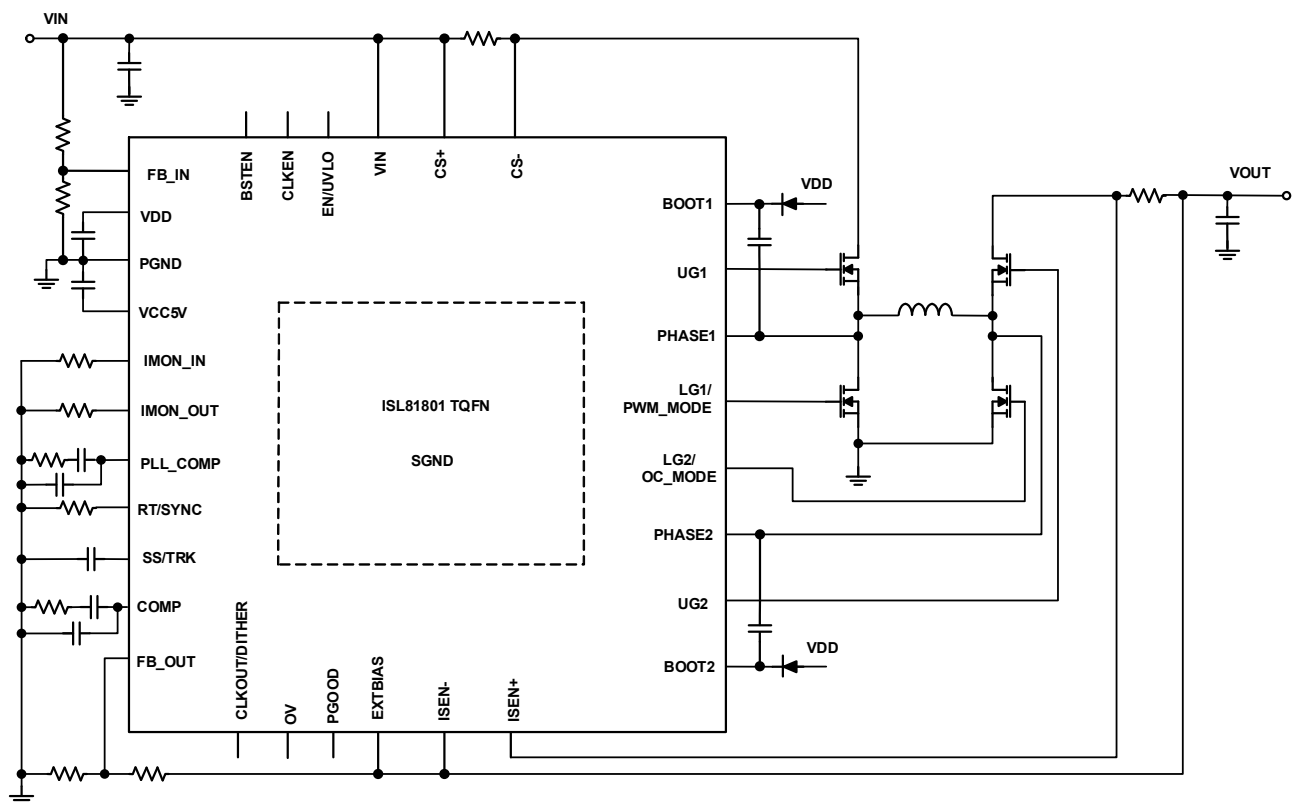 VIN
BSTEN
CLKEN
EN/UVLO
VIN
CS+
CS-
FB_IN
VDD
PGND
VCC5V
IMON_IN
IMON_OUT
PLL_COMP
RT/SYNC
SS/TRK
COMP
FB_OUT
ISL81801 TQFN
SGND
CLKOUT/DITHER
OV
PGOOD
EXTBIAS
ISEN-
ISEN+
BOOT1
UG1
PHASE1
LG1/
PWM_MODE
LG2/
OC_MODE
PHASE2
UG2
BOOT2
VDD
VDD
VOUT